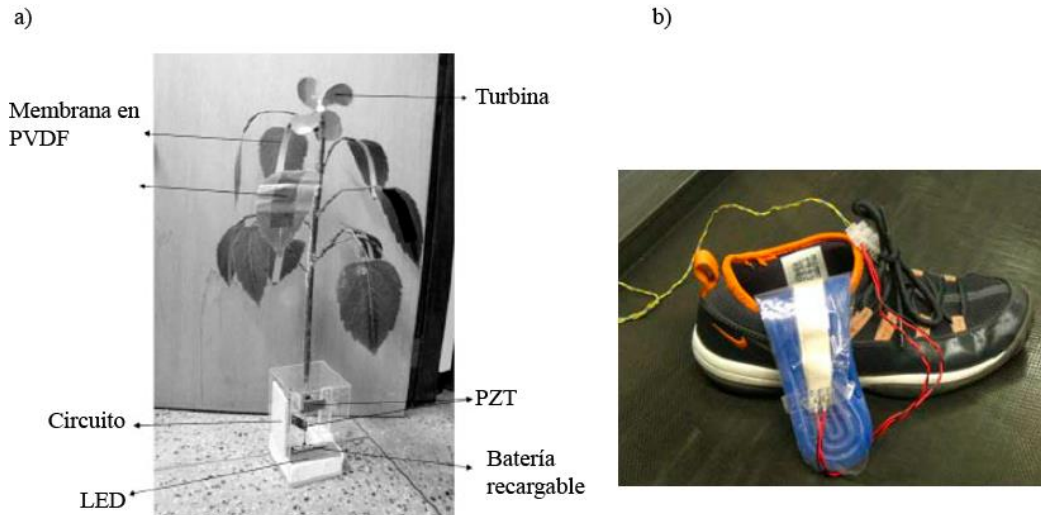 a)
b)
Membrana en
PVDF
Turbina
Circuito
PZT
LED
Batería
recargable